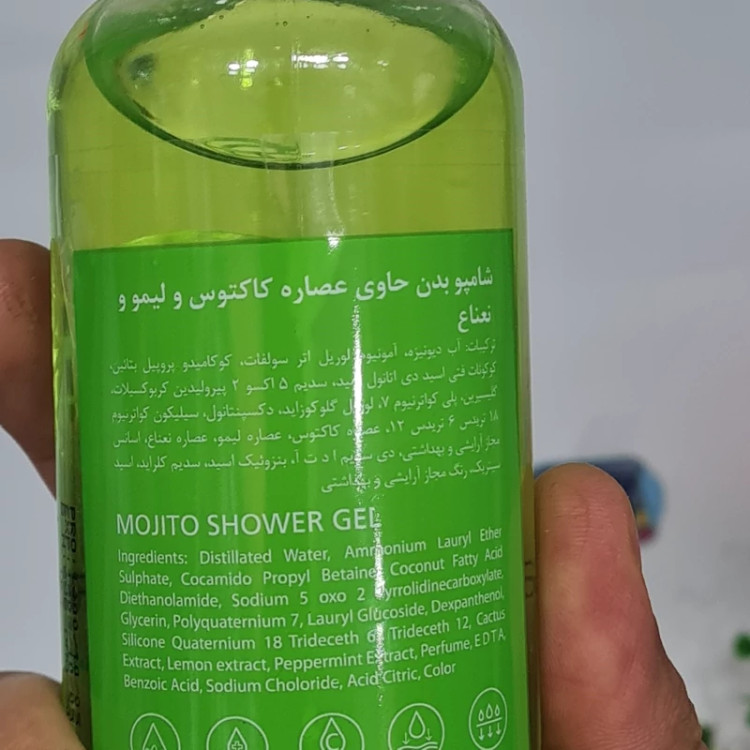 شامپو بدن حاوی عصاره کاکتوس و لیمو و
نعناع
ترکیبات: آب دیونیزه، آمونیوم لوریل اتر سولفات، کوکامیدو پروپیل بتائین،
کوکونات فتی اسید دی اتانول سدیم ۵ اکسو ۲ پیرولیدین کربوکسیلات،
گلیسرین، پلی کواترنیوم ۷، لوریل گلوکوزاید، دکسپنتانول، سیلیکون کواترنیوم
۱۸ تریدس ۶ تریدس ۱۲، عصاره کاکتوس، عصاره لیمو، عصاره نعناع، اسانس
مجاز آرایشی و بهداشتی، دی سدیم ا د ت آ، بنزوئیک اسید، سدیم کلراید، اسید
سیتریک، رنگ مجاز آرایشی و بهداشتی
MOJITO SHOWER GEL
Ingredients: Distillated Water, Ammonium Lauryl Ether
Sulphate, Cocamido Propyl Betaine, Coconut Fatty Acid
Diethanolamide, Sodium 5 oxo 2 Pyrrolidinecarboxylate,
Glycerin, Polyquaternium 7, Lauryl Glucoside, Dexpanthenol,
Silicone Quaternium 18 Trideceth 6, Trideceth 12, Cactus
Extract, Lemon extract, Peppermint Extract, Perfume, E D T A,
Benzoic Acid, Sodium Choloride, Acid Citric, Color